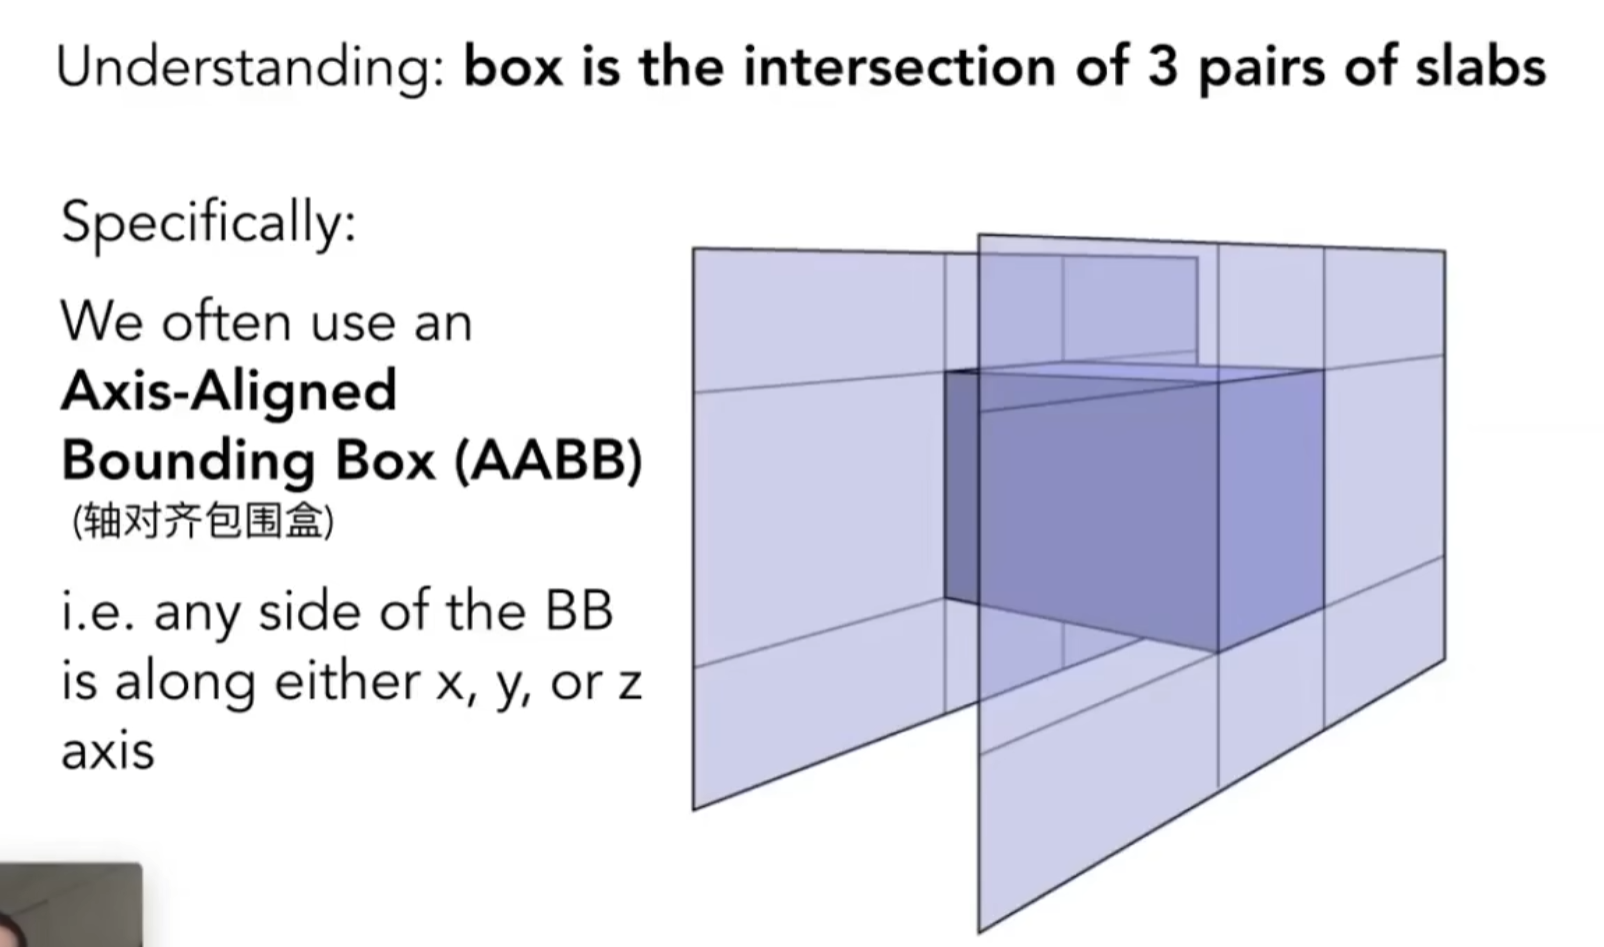 Understanding: box is the intersection of 3 pairs of slabs
Specifically:
We often use an
Axis-Aligned
Bounding Box (AABB)
(轴对齐包围盒)
i.e. any side of the BB
is along either x, y, or z
axis